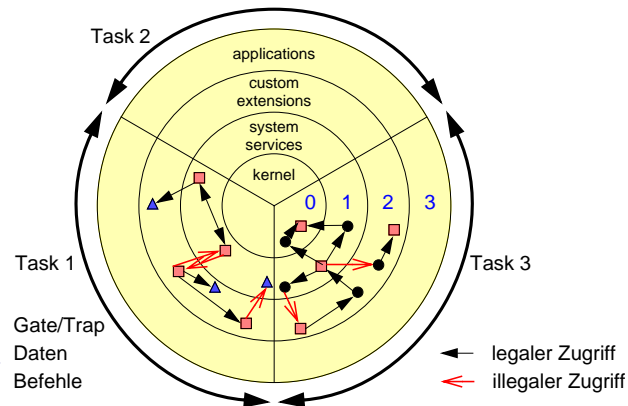 Task 2
applications
custom
extensions
system
services
kernel
0 1 2 3
Task 1
Task 3
Gate/Trap
Daten
Befehle
legaler Zugriff
illegaler Zugriff